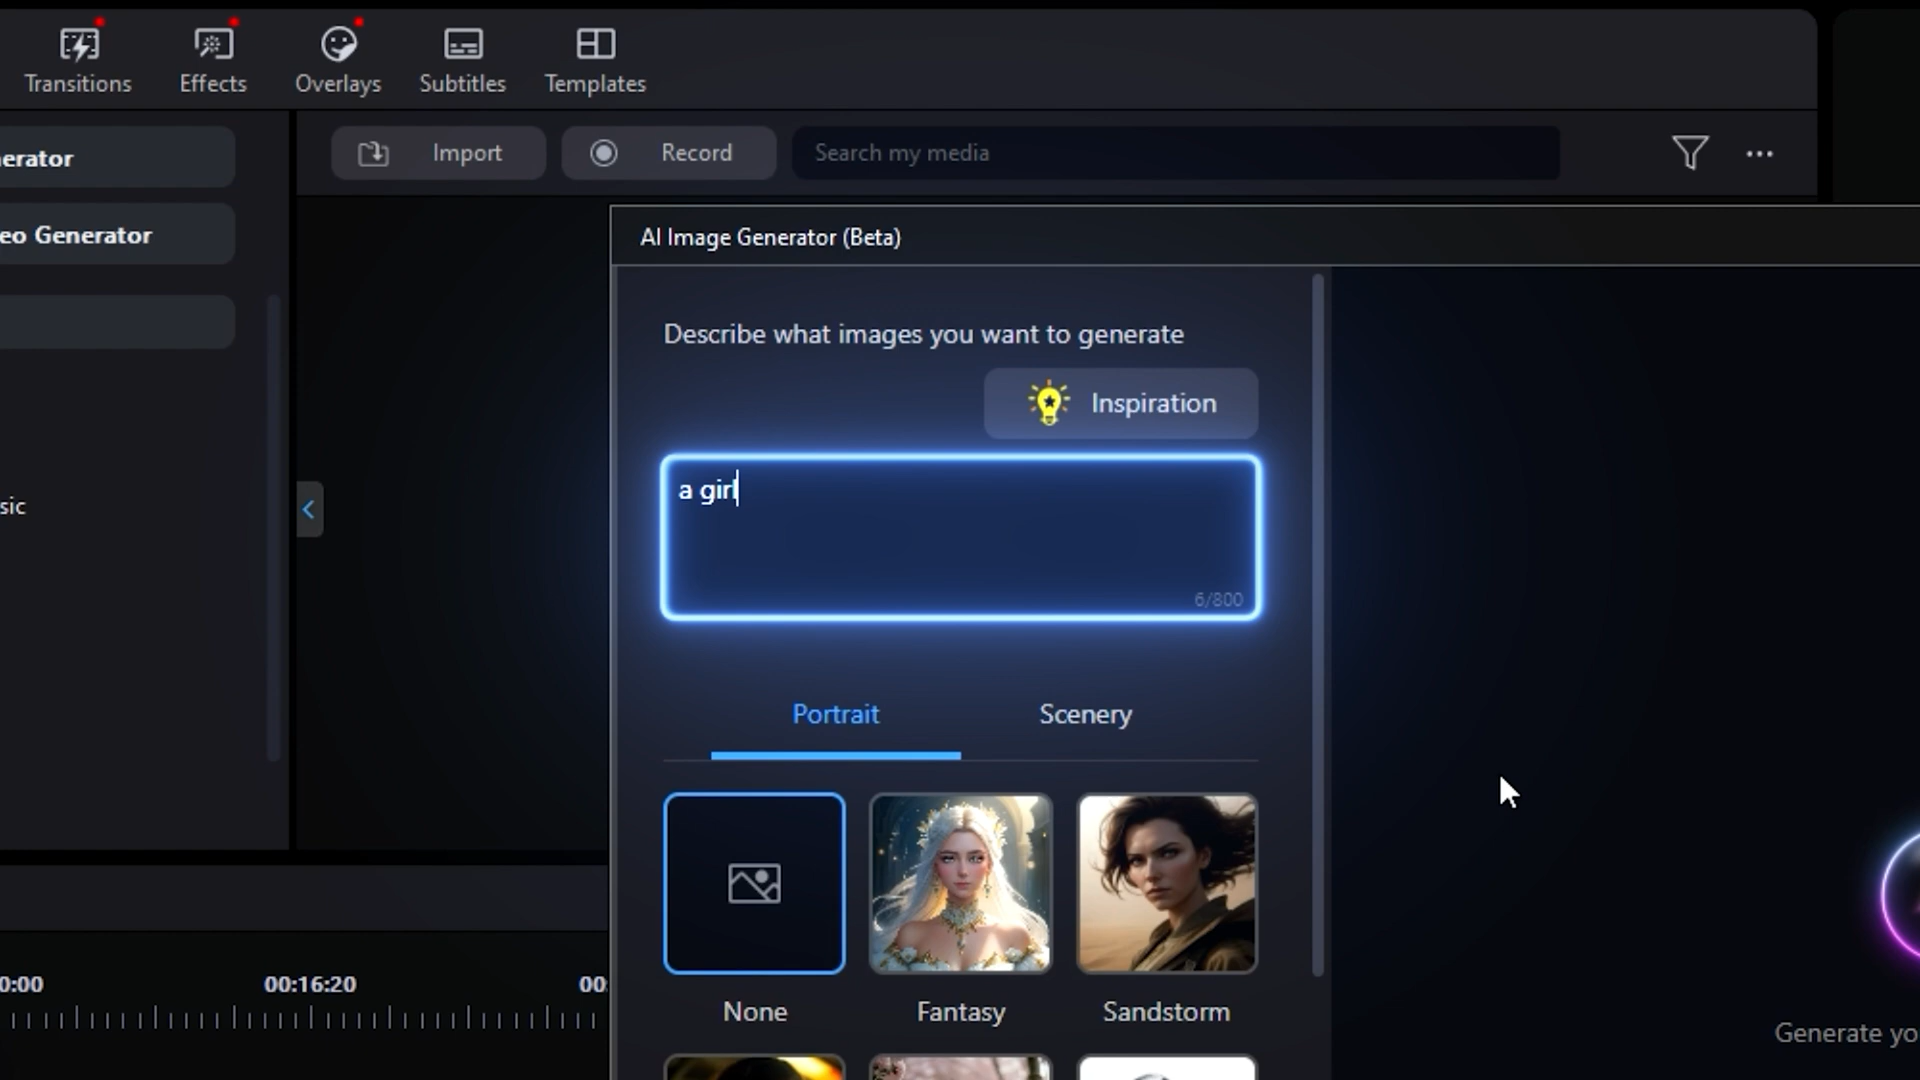 Transitions
Effects
Overlays
Subtitles
Templates
erator
Import
Record
Search my media
eo Generator
AI Image Generator (Beta)
Describe what images you want to generate
Inspiration
a girl
sic
6/800
Portrait
Scenery
0:00
00:16:20
00:
None
Fantasy
Sandstorm
Generate yo